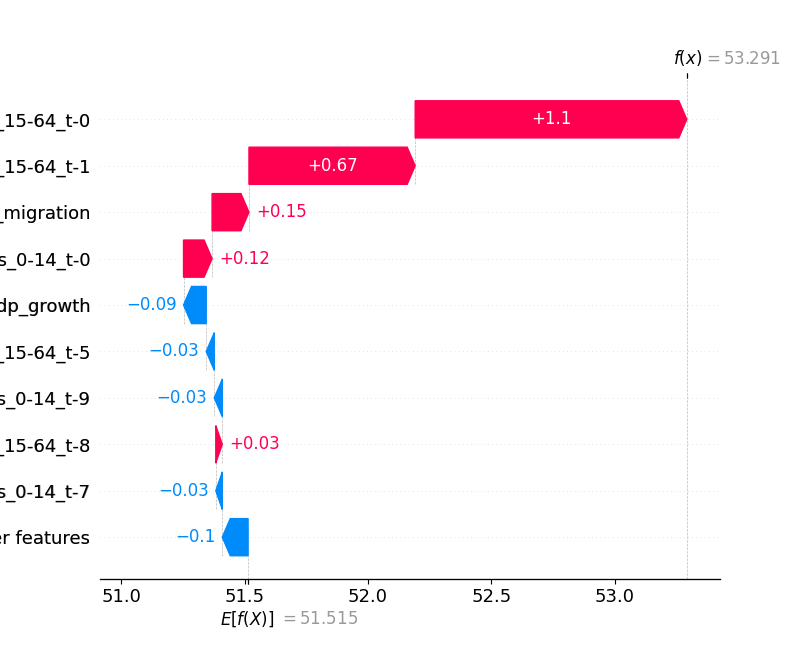 f(x) = 53.291
_15-64_t-0
+1.1
_15-64_t-1
+0.67
_migration
+0.15
s_0-14_t-0
+0.12
dp_growth
−0.09
_15-64_t-5
−0.03
s_0-14_t-9
−0.03
_15-64_t-8
+0.03
s_0-14_t-7
−0.03
er features
−0.1
51.0 51.5 52.0 52.5 53.0
E[f(X)] = 51.515